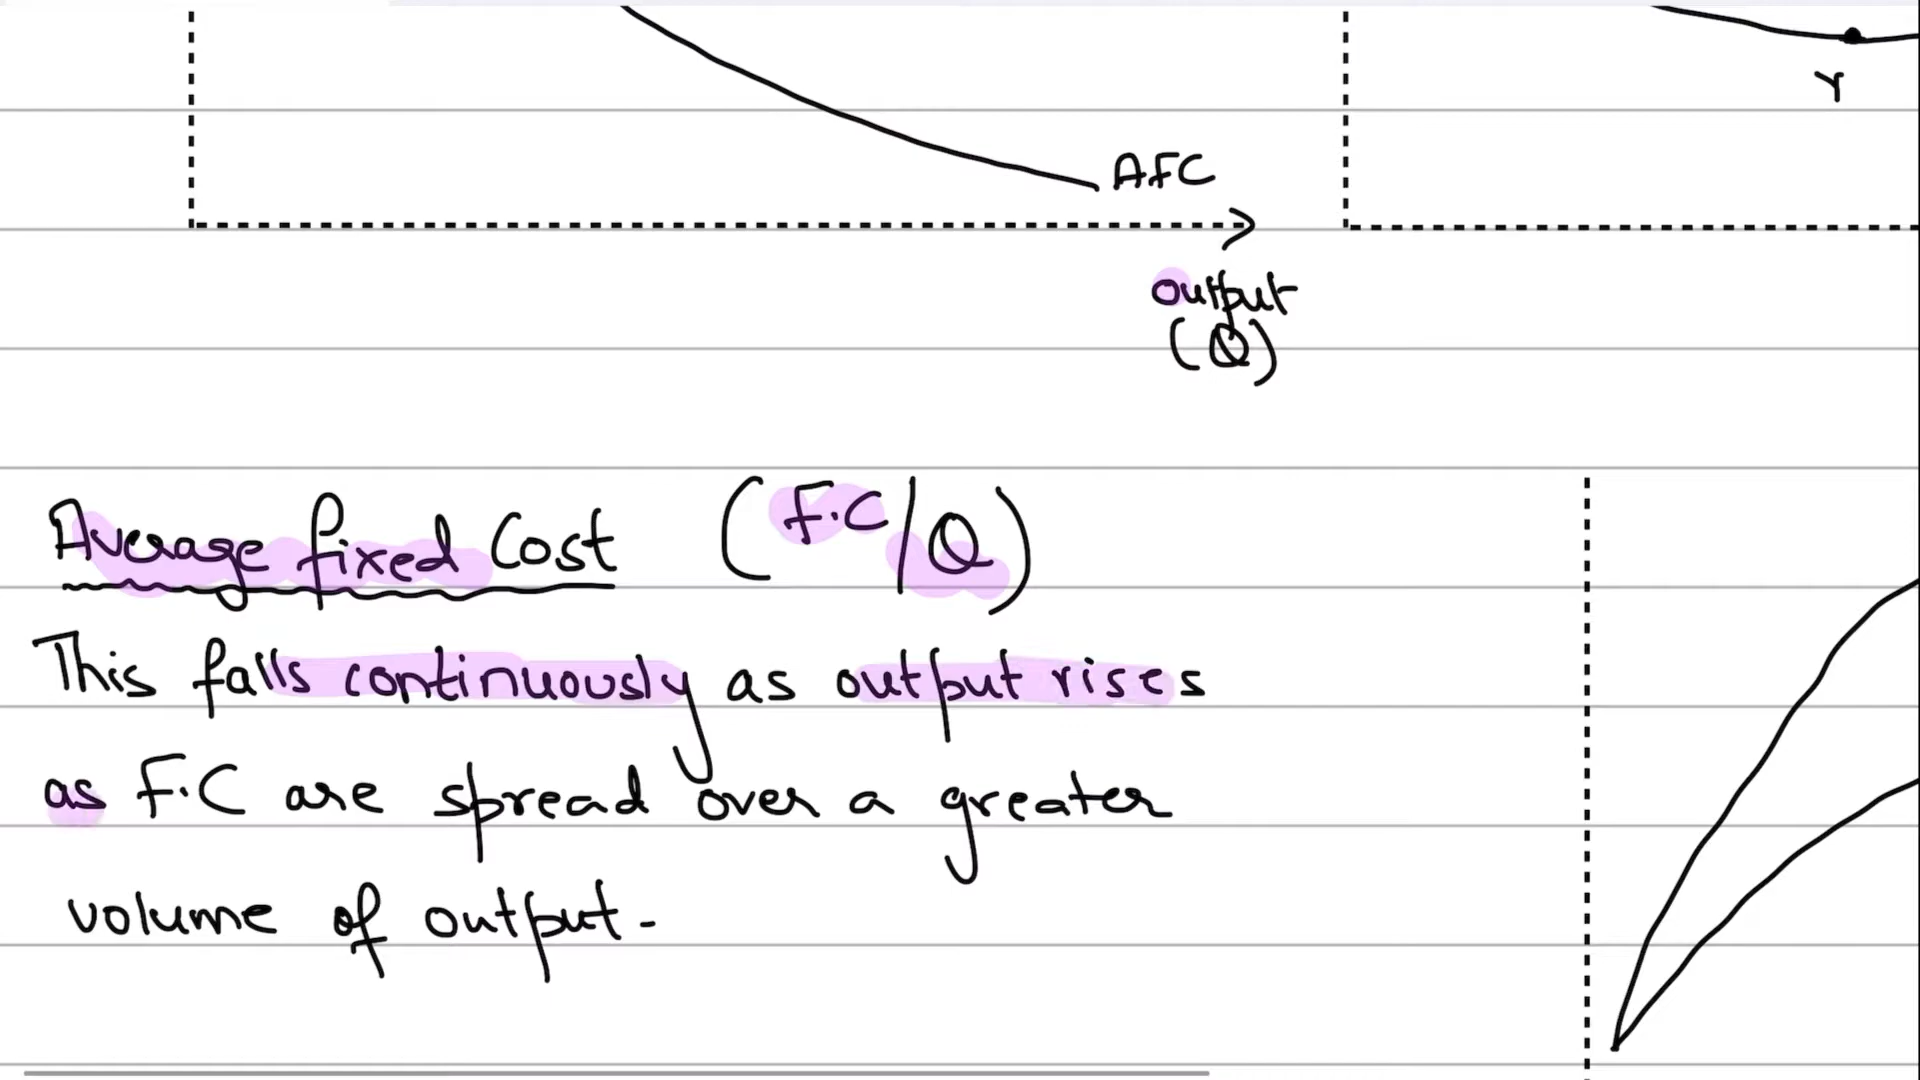 Y
AFC
output
(Q)
Average fixed Cost (F.C/Q)
This falls continuously as output rises
as F.C are spread over a greater
volume of output.